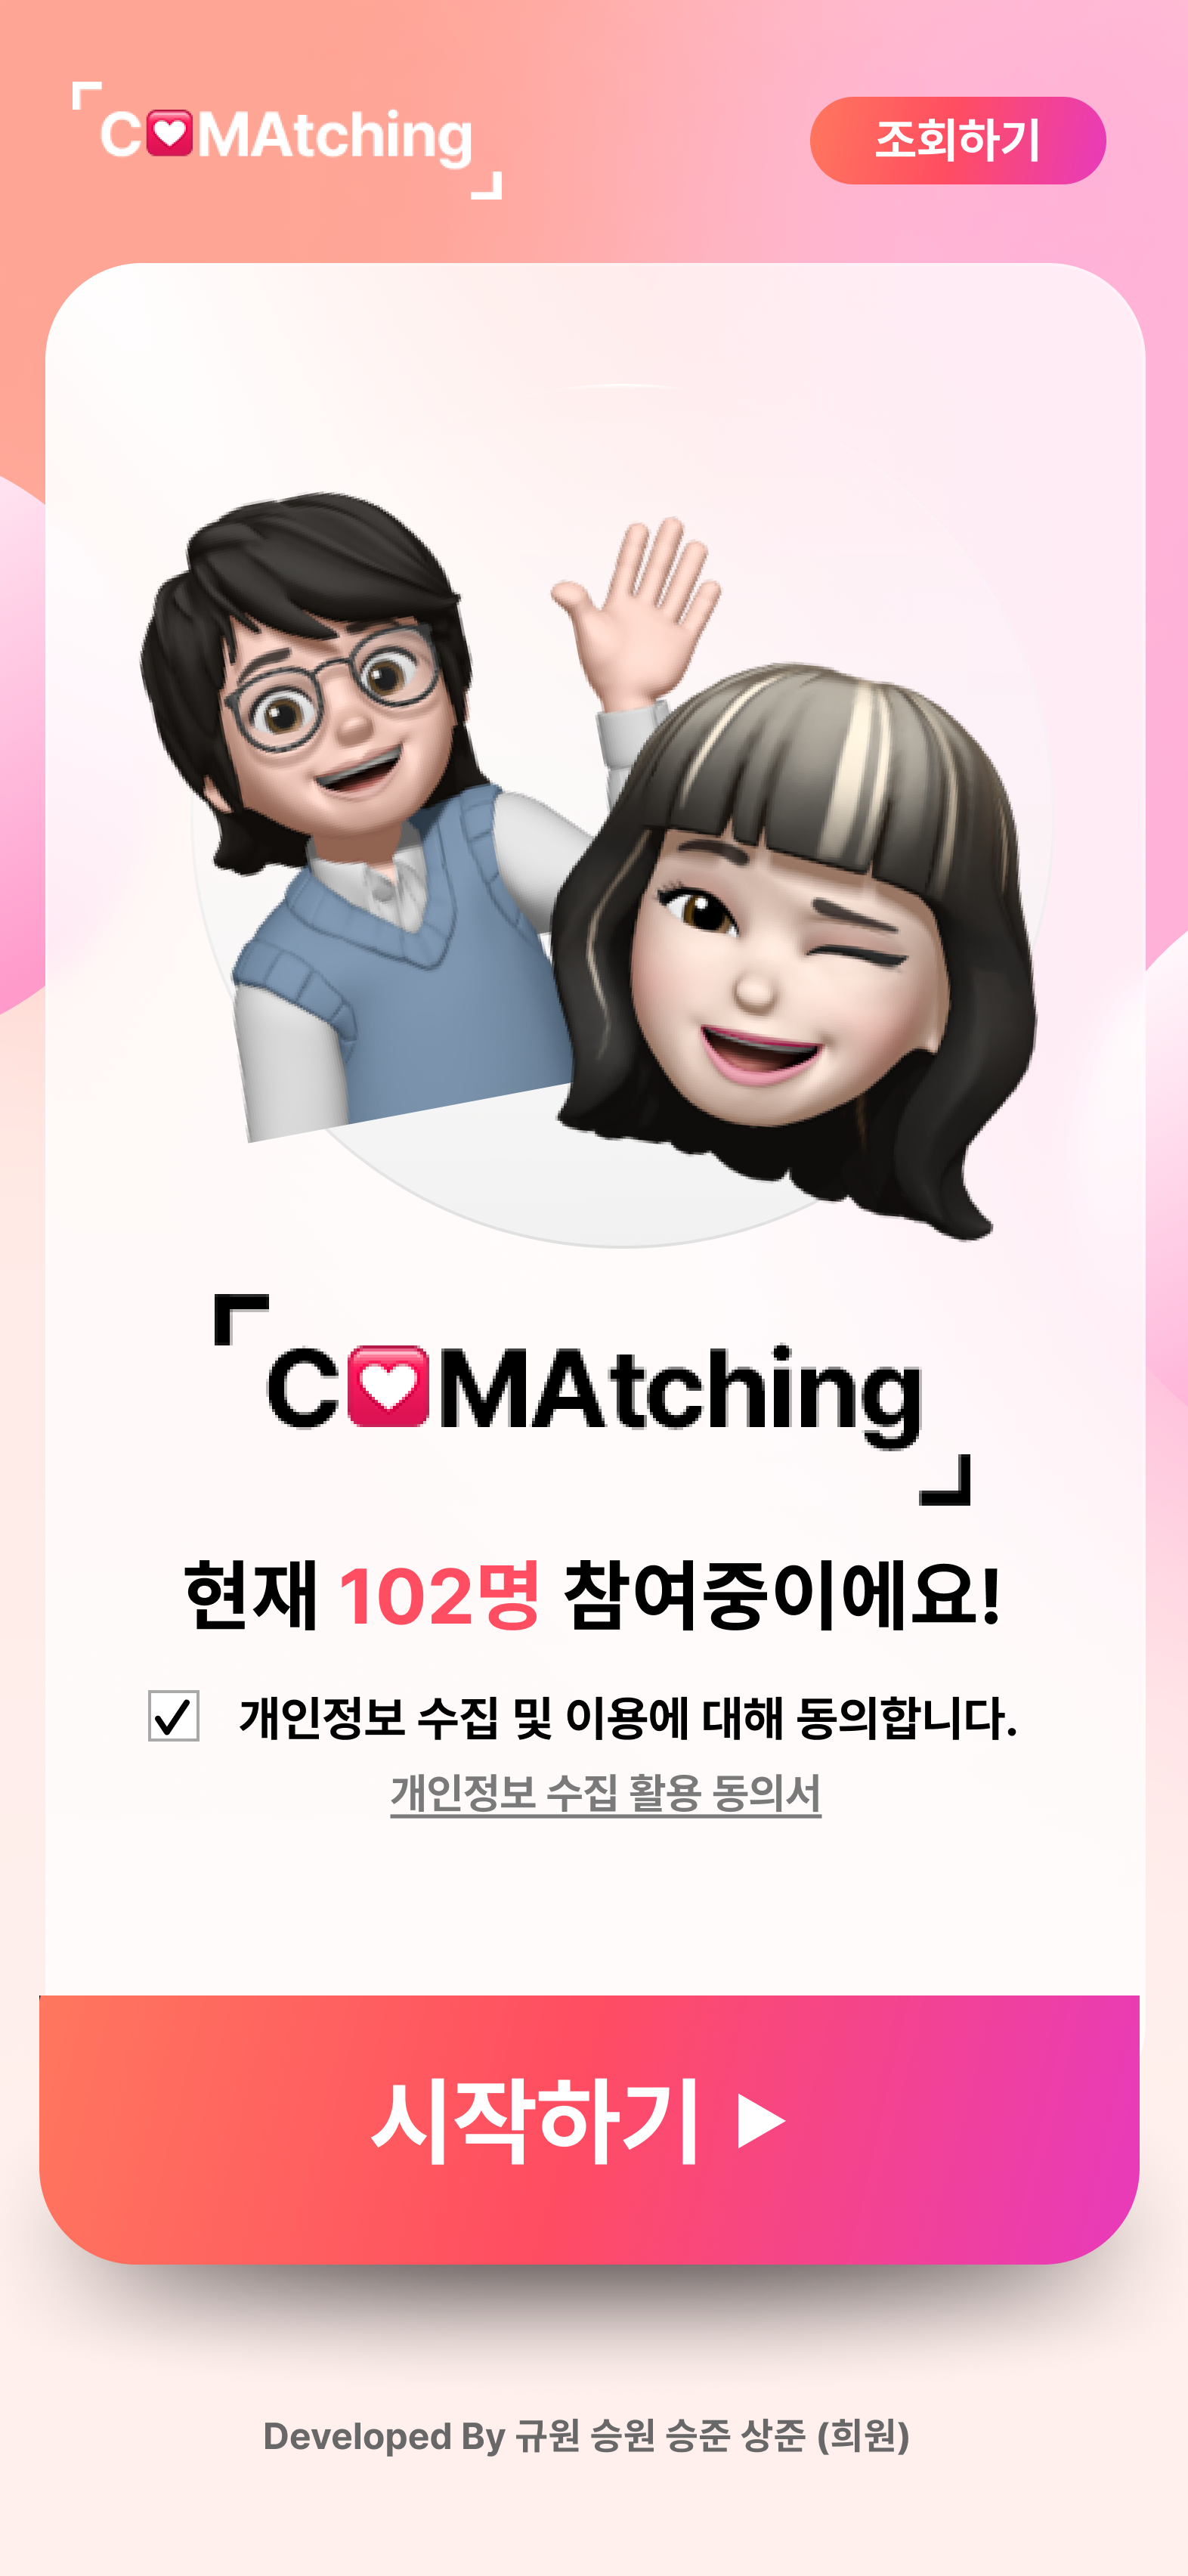 C💟MAtching
조회하기
C💟MAtching
현재 102명 참여중이에요!
개인정보 수집 및 이용에 대해 동의합니다.
개인정보 수집 활용 동의서
시작하기 ▶
Developed By 규원 승원 승준 상준 (희원)